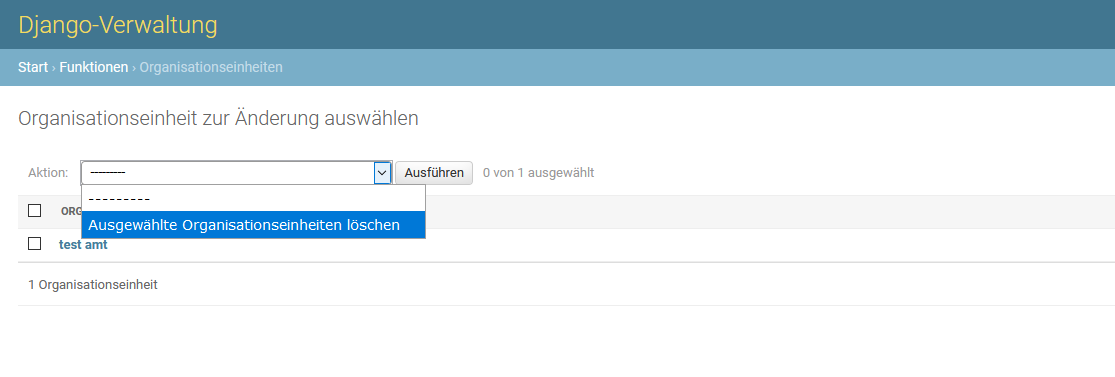 Django-Verwaltung
Start › Funktionen › Organisationseinheiten
Organisationseinheit zur Änderung auswählen
Aktion: --------- Ausführen 0 von 1 ausgewählt
---------
ORG
Ausgewählte Organisationseinheiten löschen
test amt
1 Organisationseinheit